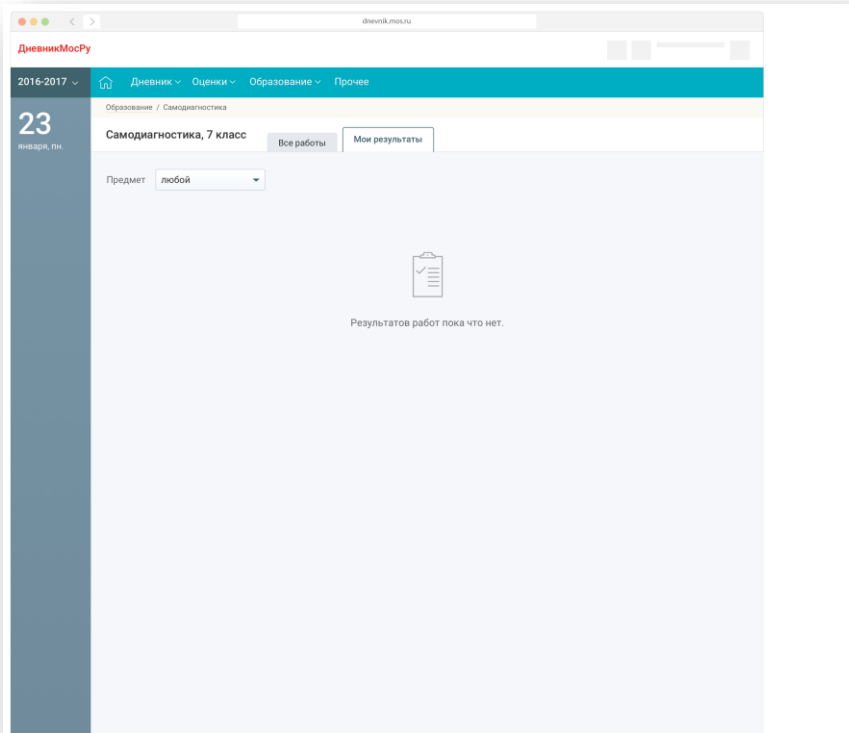 dnevnik.mos.ru
ДневникМосРу
2016-2017
Дневник Оценки Образование Прочее
23
января, пн.
Образование / Самодиагностика
Самодиагностика, 7 класс
Все работы
Мои результаты
Предмет любой
Результатов работ пока что нет.